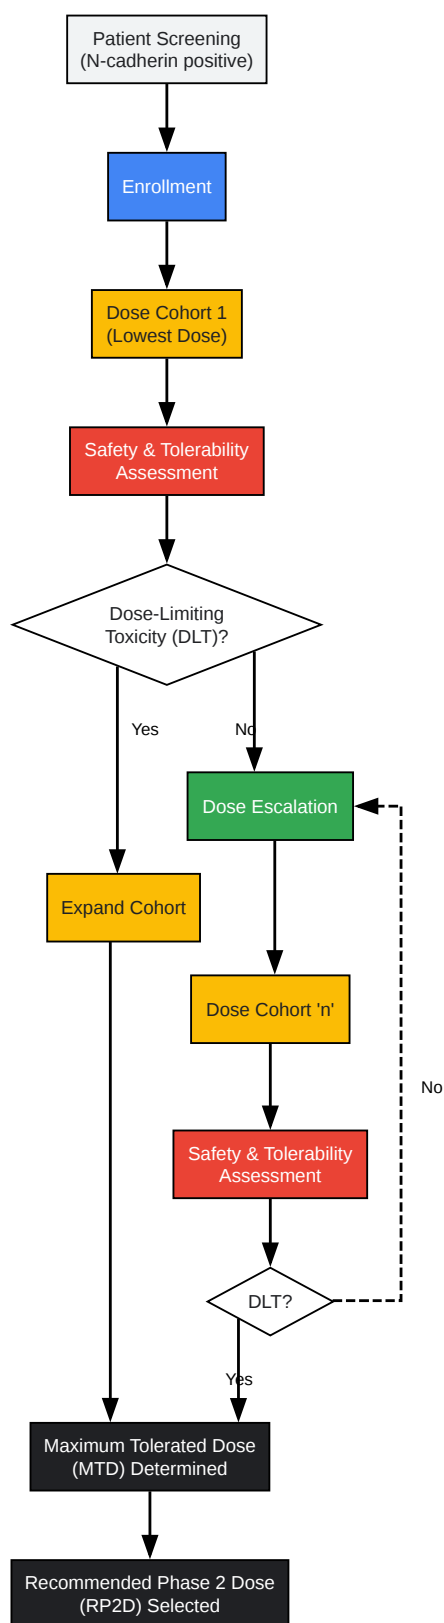 Patient Screening
(N-cadherin positive)
Enrollment
Dose Cohort 1
(Lowest Dose)
Safety & Tolerability
Assessment
Dose-Limiting
Toxicity (DLT)?
Yes
No
Dose Escalation
Expand Cohort
Dose Cohort 'n'
No
Safety & Tolerability
Assessment
DLT?
Yes
Maximum Tolerated Dose
(MTD) Determined
Recommended Phase 2 Dose
(RP2D) Selected